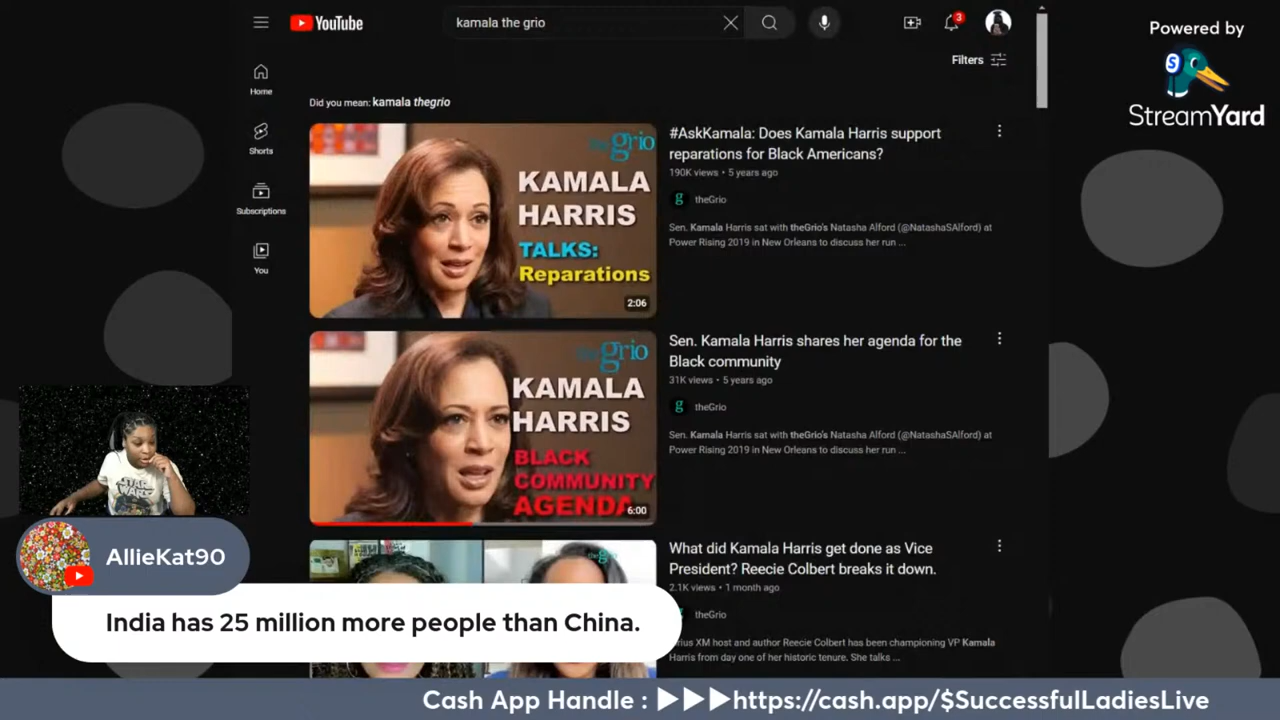 YouTube
kamala the grio
3
Powered by
StreamYard
Filters
Home
Shorts
Subscriptions
You
Did you mean: kamala thegrio
thegrio
KAMALA
HARRIS
TALKS:
Reparations
2:06
#AskKamala: Does Kamala Harris support
reparations for Black Americans?
190K views • 5 years ago
g theGrio
Sen. Kamala Harris sat with theGrio's Natasha Alford (@NatashaSAlford) at
Power Rising 2019 in New Orleans to discuss her run ...
thegrio
KAMALA
HARRIS
BLACK
COMMUNITY
AGENDA
6:00
Sen. Kamala Harris shares her agenda for the
Black community
31K views • 5 years ago
g theGrio
Sen. Kamala Harris sat with theGrio's Natasha Alford (@NatashaSAlford) at
Power Rising 2019 in New Orleans to discuss her run ...
What did Kamala Harris get done as Vice
President? Reecie Colbert breaks it down.
2.1K views • 1 month ago
theGrio
XM host and author Reecie Colbert has been championing VP Kamala
Harris from day one of her historic tenure. She talks ...
STAR
WARS
AllieKat90
India has 25 million more people than China.
Cash App Handle : ▶▶▶https://cash.app/$SuccessfulLadiesLive